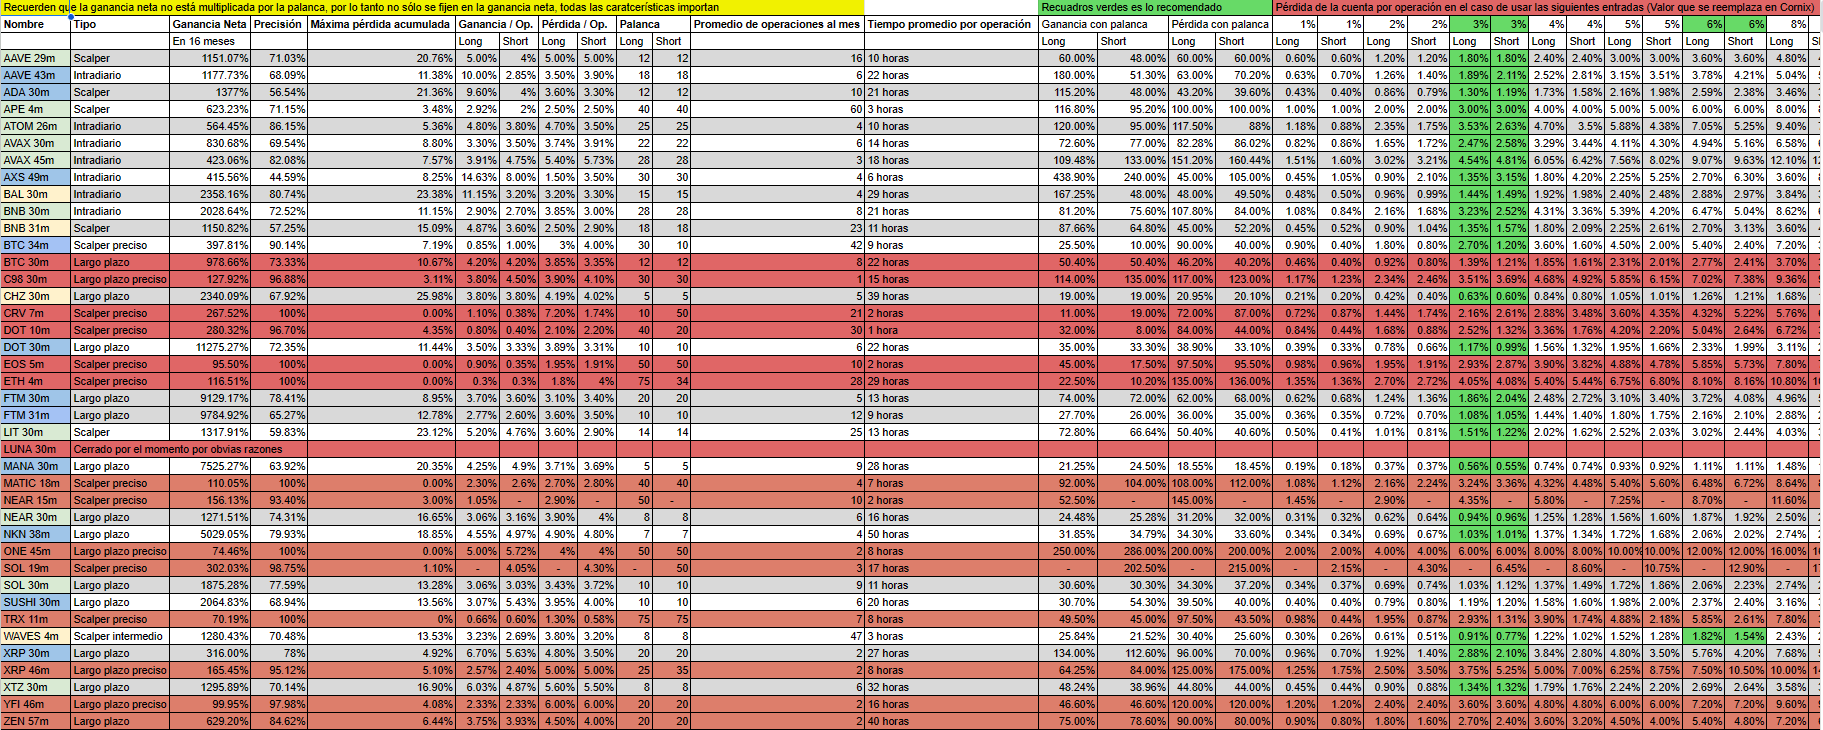 Recuerden que la ganancia neta no está multiplicada por la palanca, por lo tanto no sólo se fijen en la ganancia neta, todas las caratcerísticas importan Recuadros verdes es lo recomendado Pérdida de la cuenta por operación en el caso de usar las siguientes entradas (Valor que se reemplaza en Cornix)
Nombre Tipo Ganancia Neta Precisión Máxima pérdida acumulada Ganancia / Op. Pérdida / Op. Palanca Promedio de operaciones al mes Tiempo promedio por operación Ganancia con palanca Pérdida con palanca 1% 1% 2% 2% 3% 3% 4% 4% 5% 5% 6% 6% 8%
En 16 meses Long Short Long Short Long Short Long Short Long Short Long Short Long Short Long Short Long Short Long Short Long Short Long
AAVE 29m Scalper 1151.07% 71.03% 20.76% 5.00% 4% 5.00% 5.00% 12 12 16 10 horas 60.00% 48.00% 60.00% 60.00% 0.60% 0.60% 1.20% 1.20% 1.80% 1.80% 2.40% 2.40% 3.00% 3.00% 3.60% 3.60% 4.80%
AAVE 43m Intradiario 1177.73% 68.09% 11.38% 10.00% 2.85% 3.50% 3.90% 18 18 6 22 horas 180.00% 51.30% 63.00% 70.20% 0.63% 0.70% 1.26% 1.40% 1.89% 2.11% 2.52% 2.81% 3.15% 3.51% 3.78% 4.21% 5.04%
ADA 30m Scalper 1377% 56.54% 21.36% 9.60% 4% 3.60% 3.30% 12 12 10 21 horas 115.20% 48.00% 43.20% 39.60% 0.43% 0.40% 0.86% 0.79% 1.30% 1.19% 1.73% 1.58% 2.16% 1.98% 2.59% 2.38% 3.46%
APE 4m Scalper 623.23% 71.15% 3.48% 2.92% 2% 2.50% 2.50% 40 40 60 3 horas 116.80% 95.20% 100.00% 100.00% 1.00% 1.00% 2.00% 2.00% 3.00% 3.00% 4.00% 4.00% 5.00% 5.00% 6.00% 6.00% 8.00%
ATOM 26m Intradiario 564.45% 86.15% 5.36% 4.80% 3.80% 4.70% 3.50% 25 25 4 10 horas 120.00% 95.00% 117.50% 88% 1.18% 0.88% 2.35% 1.75% 3.53% 2.63% 4.70% 3.5% 5.88% 4.38% 7.05% 5.25% 9.40%
AVAX 30m Intradiario 830.68% 69.54% 8.80% 3.30% 3.50% 3.74% 3.91% 22 22 6 14 horas 72.60% 77.00% 82.28% 86.02% 0.82% 0.86% 1.65% 1.72% 2.47% 2.58% 3.29% 3.44% 4.11% 4.30% 4.94% 5.16% 6.58%
AVAX 45m Intradiario 423.06% 82.08% 7.57% 3.91% 4.75% 5.40% 5.73% 28 28 3 18 horas 109.48% 133.00% 151.20% 160.44% 1.51% 1.60% 3.02% 3.21% 4.54% 4.81% 6.05% 6.42% 7.56% 8.02% 9.07% 9.63% 12.10%
AXS 49m Intradiario 415.56% 44.59% 8.25% 14.63% 8.00% 1.50% 3.50% 30 30 4 6 horas 438.90% 240.00% 45.00% 105.00% 0.45% 1.05% 0.90% 2.10% 1.35% 3.15% 1.80% 4.20% 2.25% 5.25% 2.70% 6.30% 3.60%
BAL 30m Intradiario 2358.16% 80.74% 23.38% 11.15% 3.20% 3.20% 3.30% 15 15 4 29 horas 167.25% 48.00% 48.00% 49.50% 0.48% 0.50% 0.96% 0.99% 1.44% 1.49% 1.92% 1.98% 2.40% 2.48% 2.88% 2.97% 3.84%
BNB 30m Intradiario 2028.64% 72.52% 11.15% 2.90% 2.70% 3.85% 3.00% 28 28 8 21 horas 81.20% 75.60% 107.80% 84.00% 1.08% 0.84% 2.16% 1.68% 3.23% 2.52% 4.31% 3.36% 5.39% 4.20% 6.47% 5.04% 8.62%
BNB 31m Scalper 1150.82% 57.25% 15.09% 4.87% 3.60% 2.50% 2.90% 18 18 23 11 horas 87.66% 64.80% 45.00% 52.20% 0.45% 0.52% 0.90% 1.04% 1.35% 1.57% 1.80% 2.09% 2.25% 2.61% 2.70% 3.13% 3.60%
BTC 34m Scalper preciso 397.81% 90.14% 7.19% 0.85% 1.00% 3% 4.00% 30 10 42 9 horas 25.50% 10.00% 90.00% 40.00% 0.90% 0.40% 1.80% 0.80% 2.70% 1.20% 3.60% 1.60% 4.50% 2.00% 5.40% 2.40% 7.20%
BTC 30m Largo plazo 978.66% 73.33% 10.67% 4.20% 4.20% 3.85% 3.35% 12 12 8 22 horas 50.40% 50.40% 46.20% 40.20% 0.46% 0.40% 0.92% 0.80% 1.39% 1.21% 1.85% 1.61% 2.31% 2.01% 2.77% 2.41% 3.70%
C98 30m Largo plazo preciso 127.92% 96.88% 3.11% 3.80% 4.50% 3.90% 4.10% 30 30 1 15 horas 114.00% 135.00% 117.00% 123.00% 1.17% 1.23% 2.34% 2.46% 3.51% 3.69% 4.68% 4.92% 5.85% 6.15% 7.02% 7.38% 9.36%
CHZ 30m Largo plazo 2340.09% 67.92% 25.98% 3.80% 3.80% 4.19% 4.02% 5 5 5 39 horas 19.00% 19.00% 20.95% 20.10% 0.21% 0.20% 0.42% 0.40% 0.63% 0.60% 0.84% 0.80% 1.05% 1.01% 1.26% 1.21% 1.68%
CRV 7m Scalper preciso 267.52% 100% 0.00% 1.10% 0.38% 7.20% 1.74% 10 50 21 2 horas 11.00% 19.00% 72.00% 87.00% 0.72% 0.87% 1.44% 1.74% 2.16% 2.61% 2.88% 3.48% 3.60% 4.35% 4.32% 5.22% 5.76%
DOT 10m Scalper preciso 280.32% 96.70% 4.35% 0.80% 0.40% 2.10% 2.20% 40 20 30 1 hora 32.00% 8.00% 84.00% 44.00% 0.84% 0.44% 1.68% 0.88% 2.52% 1.32% 3.36% 1.76% 4.20% 2.20% 5.04% 2.64% 6.72%
DOT 30m Largo plazo 11275.27% 72.35% 11.44% 3.50% 3.33% 3.89% 3.31% 10 10 6 22 horas 35.00% 33.30% 38.90% 33.10% 0.39% 0.33% 0.78% 0.66% 1.17% 0.99% 1.56% 1.32% 1.95% 1.66% 2.33% 1.99% 3.11%
EOS 5m Scalper preciso 95.50% 100% 0.00% 0.90% 0.35% 1.95% 1.91% 50 50 10 2 horas 45.00% 17.50% 97.50% 95.50% 0.98% 0.96% 1.95% 1.91% 2.93% 2.87% 3.90% 3.82% 4.88% 4.78% 5.85% 5.73% 7.80%
ETH 4m Scalper preciso 116.51% 100% 0.00% 0.3% 0.3% 1.8% 4% 75 34 28 29 horas 22.50% 10.20% 135.00% 136.00% 1.35% 1.36% 2.70% 2.72% 4.05% 4.08% 5.40% 5.44% 6.75% 6.80% 8.10% 8.16% 10.80%
FTM 30m Largo plazo 9129.17% 78.41% 8.95% 3.70% 3.60% 3.10% 3.40% 20 20 5 13 horas 74.00% 72.00% 62.00% 68.00% 0.62% 0.68% 1.24% 1.36% 1.86% 2.04% 2.48% 2.72% 3.10% 3.40% 3.72% 4.08% 4.96%
FTM 31m Largo plazo 9784.92% 65.27% 12.78% 2.77% 2.60% 3.60% 3.50% 10 10 12 9 horas 27.70% 26.00% 36.00% 35.00% 0.36% 0.35% 0.72% 0.70% 1.08% 1.05% 1.44% 1.40% 1.80% 1.75% 2.16% 2.10% 2.88%
LIT 30m Scalper 1317.91% 59.83% 23.12% 5.20% 4.76% 3.60% 2.90% 14 14 25 13 horas 72.80% 66.64% 50.40% 40.60% 0.50% 0.41% 1.01% 0.81% 1.51% 1.22% 2.02% 1.62% 2.52% 2.03% 3.02% 2.44% 4.03%
LUNA 30m Cerrado por el momento por obvias razones
MANA 30m Largo plazo 7525.27% 63.92% 20.35% 4.25% 4.9% 3.71% 3.69% 5 5 9 28 horas 21.25% 24.50% 18.55% 18.45% 0.19% 0.18% 0.37% 0.37% 0.56% 0.55% 0.74% 0.74% 0.93% 0.92% 1.11% 1.11% 1.48%
MATIC 18m Scalper preciso 110.05% 100% 0.00% 2.30% 2.6% 2.70% 2.80% 40 40 4 7 horas 92.00% 104.00% 108.00% 112.00% 1.08% 1.12% 2.16% 2.24% 3.24% 3.36% 4.32% 4.48% 5.40% 5.60% 6.48% 6.72% 8.64%
NEAR 15m Scalper preciso 156.13% 93.40% 3.00% 1.05% - 2.90% - 50 - 10 2 horas 52.50% - 145.00% - 1.45% - 2.90% - 4.35% - 5.80% - 7.25% - 8.70% - 11.60%
NEAR 30m Largo plazo 1271.51% 74.31% 16.65% 3.06% 3.16% 3.90% 4% 8 8 6 16 horas 24.48% 25.28% 31.20% 32.00% 0.31% 0.32% 0.62% 0.64% 0.94% 0.96% 1.25% 1.28% 1.56% 1.60% 1.87% 1.92% 2.50%
NKN 38m Largo plazo 5029.05% 79.93% 18.85% 4.55% 4.97% 4.90% 4.80% 7 7 4 50 horas 31.85% 34.79% 34.30% 33.60% 0.34% 0.34% 0.69% 0.67% 1.03% 1.01% 1.37% 1.34% 1.72% 1.68% 2.06% 2.02% 2.74%
ONE 45m Largo plazo preciso 74.46% 100% 0.00% 5.00% 5.72% 4% 4% 50 50 2 8 horas 250.00% 286.00% 200.00% 200.00% 2.00% 2.00% 4.00% 4.00% 6.00% 6.00% 8.00% 8.00% 10.00% 10.00% 12.00% 12.00% 16.00%
SOL 19m Scalper preciso 302.03% 98.75% 1.10% - 4.05% - 4.30% - 50 3 17 horas - 202.50% - 215.00% - 2.15% - 4.30% - 6.45% - 8.60% - 10.75% - 12.90% -
SOL 30m Largo plazo 1875.28% 77.59% 13.28% 3.06% 3.03% 3.43% 3.72% 10 10 9 11 horas 30.60% 30.30% 34.30% 37.20% 0.34% 0.37% 0.69% 0.74% 1.03% 1.12% 1.37% 1.49% 1.72% 1.86% 2.06% 2.23% 2.74%
SUSHI 30m Largo plazo 2064.83% 68.94% 13.56% 3.07% 5.43% 3.95% 4.00% 10 10 6 20 horas 30.70% 54.30% 39.50% 40.00% 0.40% 0.40% 0.79% 0.80% 1.19% 1.20% 1.58% 1.60% 1.98% 2.00% 2.37% 2.40% 3.16%
TRX 11m Scalper preciso 70.19% 100% 0% 0.66% 0.60% 1.30% 0.58% 75 75 7 8 horas 49.50% 45.00% 97.50% 43.50% 0.98% 0.44% 1.95% 0.87% 2.93% 1.31% 3.90% 1.74% 4.88% 2.18% 5.85% 2.61% 7.80%
WAVES 4m Scalper intermedio 1280.43% 70.48% 13.53% 3.23% 2.69% 3.80% 3.20% 8 8 47 3 horas 25.84% 21.52% 30.40% 25.60% 0.30% 0.26% 0.61% 0.51% 0.91% 0.77% 1.22% 1.02% 1.52% 1.28% 1.82% 1.54% 2.43%
XRP 30m Largo plazo 316.00% 78% 4.92% 6.70% 5.63% 4.80% 3.50% 20 20 2 27 horas 134.00% 112.60% 96.00% 70.00% 0.96% 0.70% 1.92% 1.40% 2.88% 2.10% 3.84% 2.80% 4.80% 3.50% 5.76% 4.20% 7.68%
XRP 46m Largo plazo preciso 165.45% 95.12% 5.10% 2.57% 2.40% 5.00% 5.00% 25 35 2 8 horas 64.25% 84.00% 125.00% 175.00% 1.25% 1.75% 2.50% 3.50% 3.75% 5.25% 5.00% 7.00% 6.25% 8.75% 7.50% 10.50% 10.00%
XTZ 30m Largo plazo 1295.89% 70.14% 16.90% 6.03% 4.87% 5.60% 5.50% 8 8 6 32 horas 48.24% 38.96% 44.80% 44.00% 0.45% 0.44% 0.90% 0.88% 1.34% 1.32% 1.79% 1.76% 2.24% 2.20% 2.69% 2.64% 3.58%
YFI 46m Largo plazo preciso 99.95% 97.98% 4.08% 2.33% 2.33% 6.00% 6.00% 20 20 2 16 horas 46.60% 46.60% 120.00% 120.00% 1.20% 1.20% 2.40% 2.40% 3.60% 3.60% 4.80% 4.80% 6.00% 6.00% 7.20% 7.20% 9.60%
ZEN 57m Largo plazo 629.20% 84.62% 6.44% 3.75% 3.93% 4.50% 4.00% 20 20 2 40 horas 75.00% 78.60% 90.00% 80.00% 0.90% 0.80% 1.80% 1.60% 2.70% 2.40% 3.60% 3.20% 4.50% 4.00% 5.40% 4.80% 7.20%